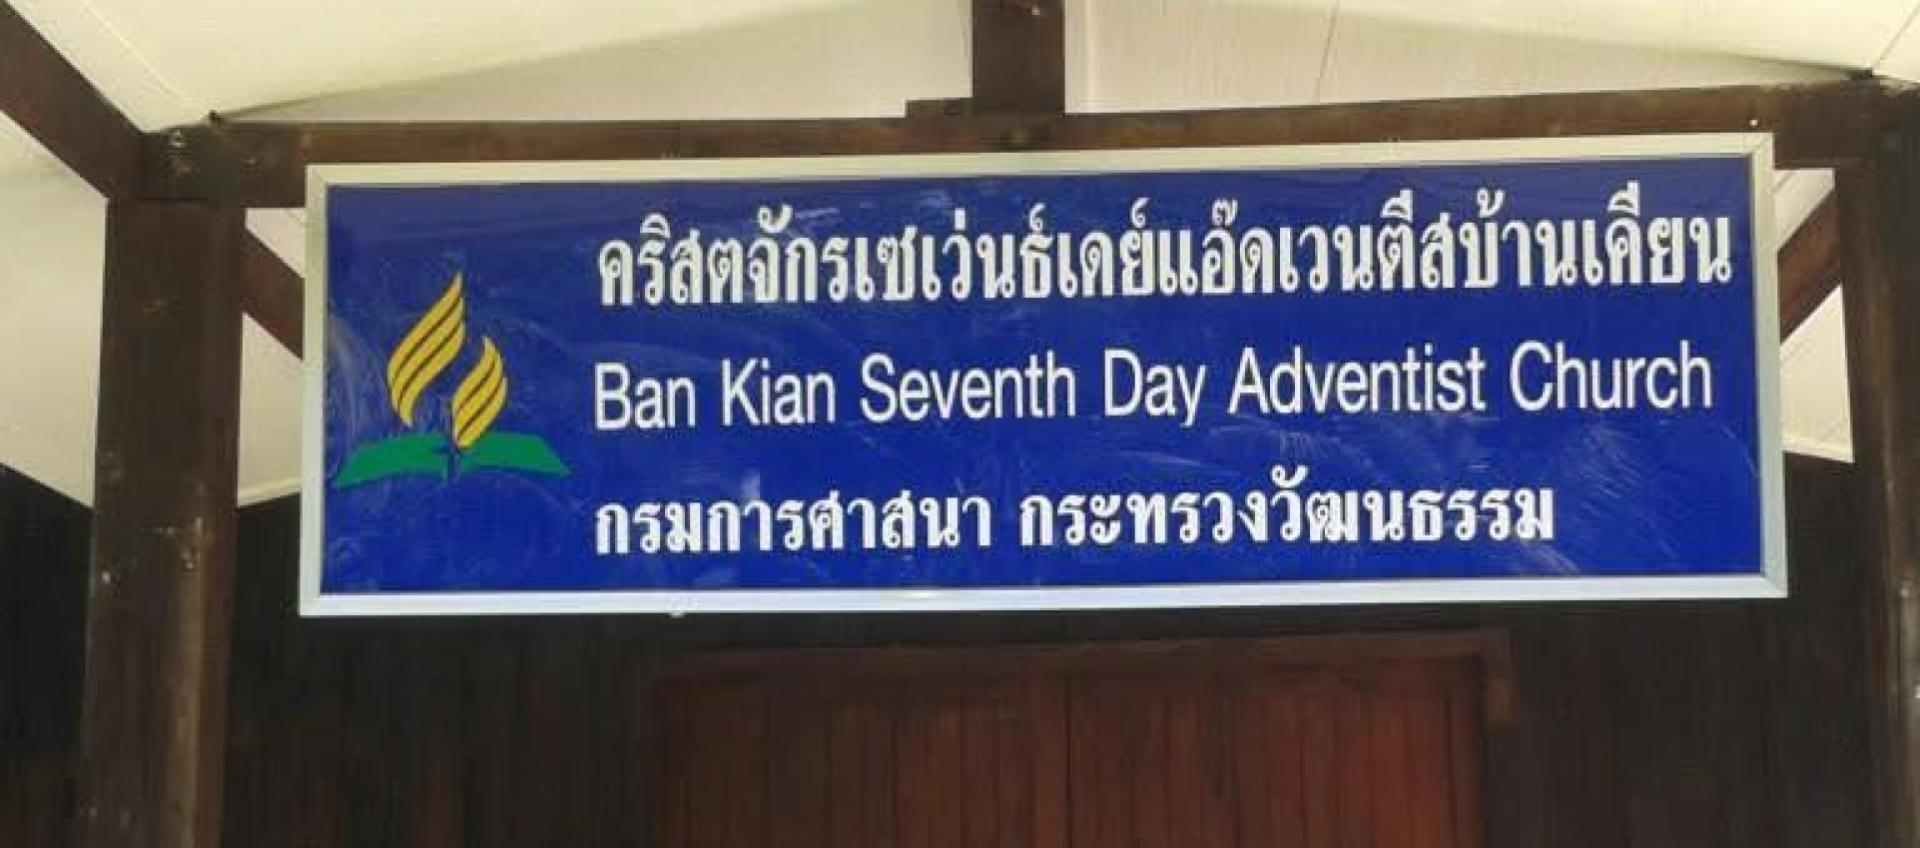 คริสตจักรเซเว่นธ์เดย์แอ๊ดเวนตีสบ้านเคียน
Ban Kian Seventh Day Adventist Church
กรมการศาสนา กระทรวงวัฒนธรรม